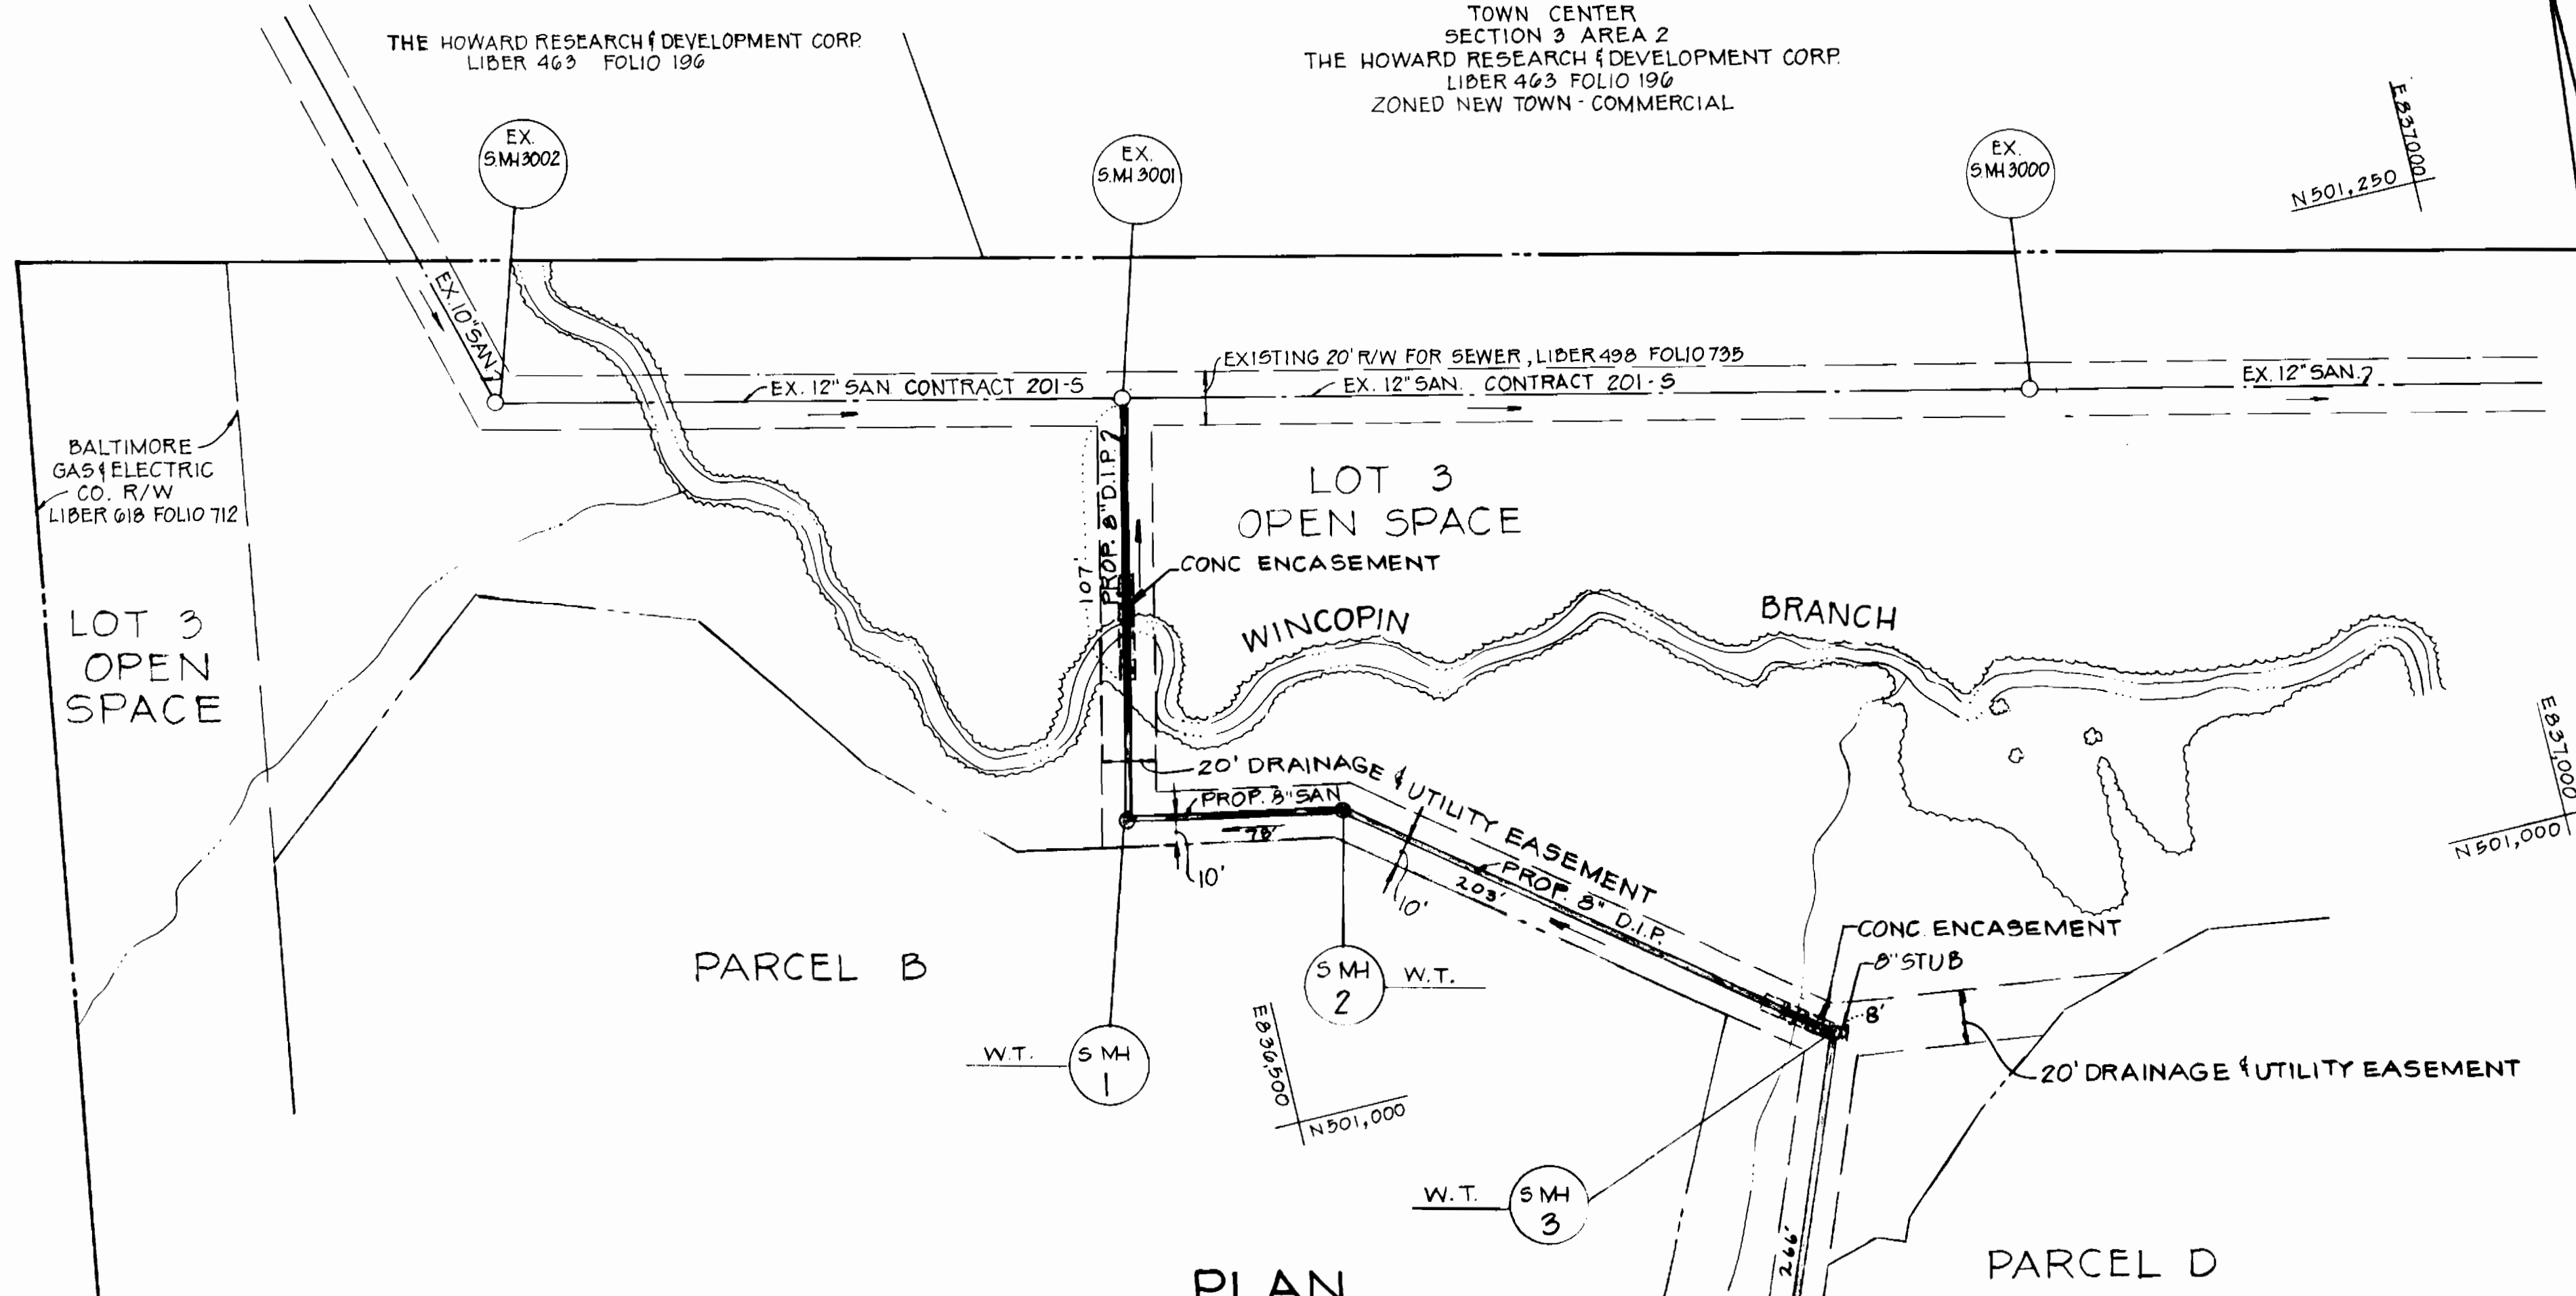 THE HOWARD RESEARCH & DEVELOPMENT CORP.
LIBER 463 FOLIO 196
TOWN CENTER
SECTION 3 AREA 2
THE HOWARD RESEARCH & DEVELOPMENT CORP.
LIBER 463 FOLIO 196
ZONED NEW TOWN - COMMERCIAL
E837000
N501,250
EX.
S.MH 3002
EX.
S.MH 3001
EX.
S.MH 3000
EX. 10" SAN.
EXISTING 20' R/W FOR SEWER, LIBER 498 FOLIO 735
EX. 12" SAN CONTRACT 201-S
EX. 12" SAN. CONTRACT 201-S
EX. 12" SAN.
BALTIMORE
GAS & ELECTRIC
CO. R/W
LIBER 618 FOLIO 712
PROP. 8" D.I.P.
107'
LOT 3
OPEN SPACE
CONC ENCASEMENT
LOT 3
OPEN
SPACE
WINCOPIN BRANCH
20' DRAINAGE & UTILITY EASEMENT
PROP. 8" SAN
78'
10'
10'
PROP. 8" D.I.P.
203'
E837,000
N501,000
PARCEL B
S MH
2
W.T.
CONC. ENCASEMENT
8" STUB
8'
20' DRAINAGE & UTILITY EASEMENT
W.T.
S MH
1
E836,500
N501,000
W.T.
S MH
3
266'
PARCEL D
PLAN